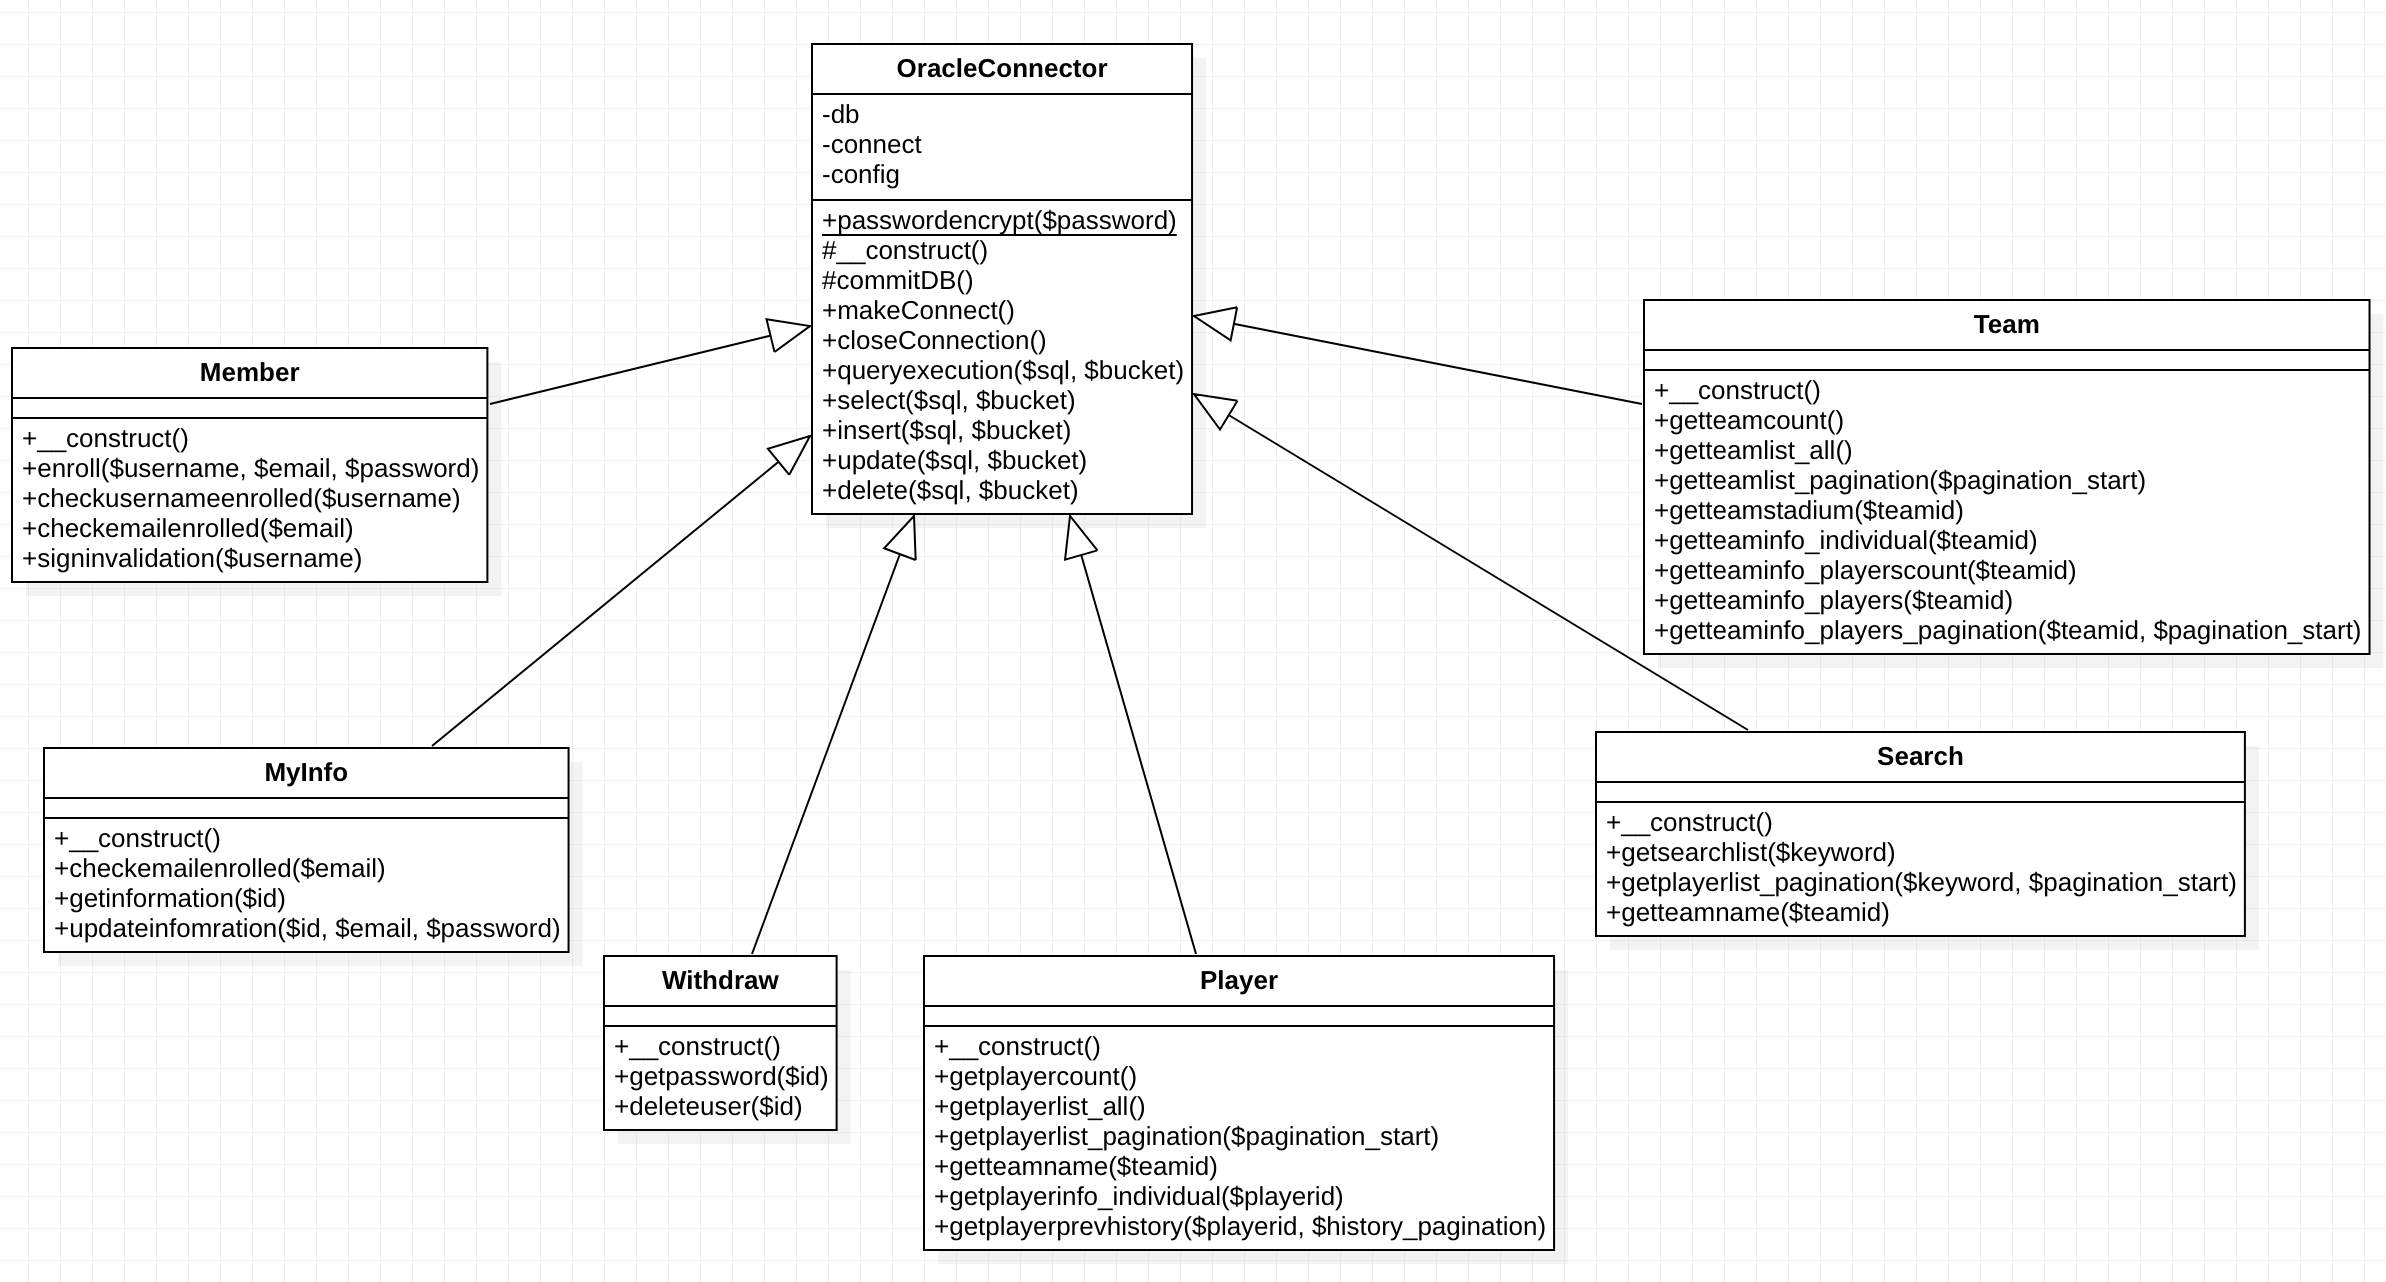 OracleConnector
-db
-connect
-config
+passwordencrypt($password)
#__construct()
#commitDB()
+makeConnect()
+closeConnection()
+queryexecution($sql, $bucket)
+select($sql, $bucket)
+insert($sql, $bucket)
+update($sql, $bucket)
+delete($sql, $bucket)
Member
+__construct()
+enroll($username, $email, $password)
+checkusernameenrolled($username)
+checkemailenrolled($email)
+signinvalidation($username)
Team
+__construct()
+getteamcount()
+getteamlist_all()
+getteamlist_pagination($pagination_start)
+getteamstadium($teamid)
+getteaminfo_individual($teamid)
+getteaminfo_playerscount($teamid)
+getteaminfo_players($teamid)
+getteaminfo_players_pagination($teamid, $pagination_start)
MyInfo
+__construct()
+checkemailenrolled($email)
+getinformation($id)
+updateinfomration($id, $email, $password)
Search
+__construct()
+getsearchlist($keyword)
+getplayerlist_pagination($keyword, $pagination_start)
+getteamname($teamid)
Withdraw
+__construct()
+getpassword($id)
+deleteuser($id)
Player
+__construct()
+getplayercount()
+getplayerlist_all()
+getplayerlist_pagination($pagination_start)
+getteamname($teamid)
+getplayerinfo_individual($playerid)
+getplayerprevhistory($playerid, $history_pagination)